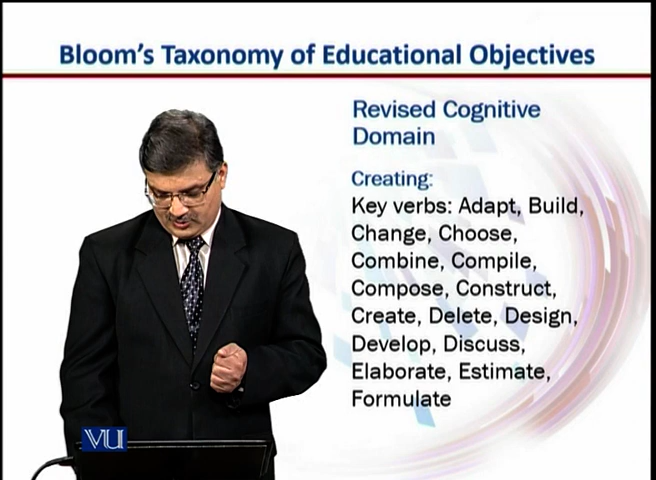 Bloom's Taxonomy of Educational Objectives
Revised Cognitive
Domain
Creating:
Key verbs: Adapt, Build,
Change, Choose,
Combine, Compile,
Compose, Construct,
Create, Delete, Design,
Develop, Discuss,
Elaborate, Estimate,
Formulate
VU